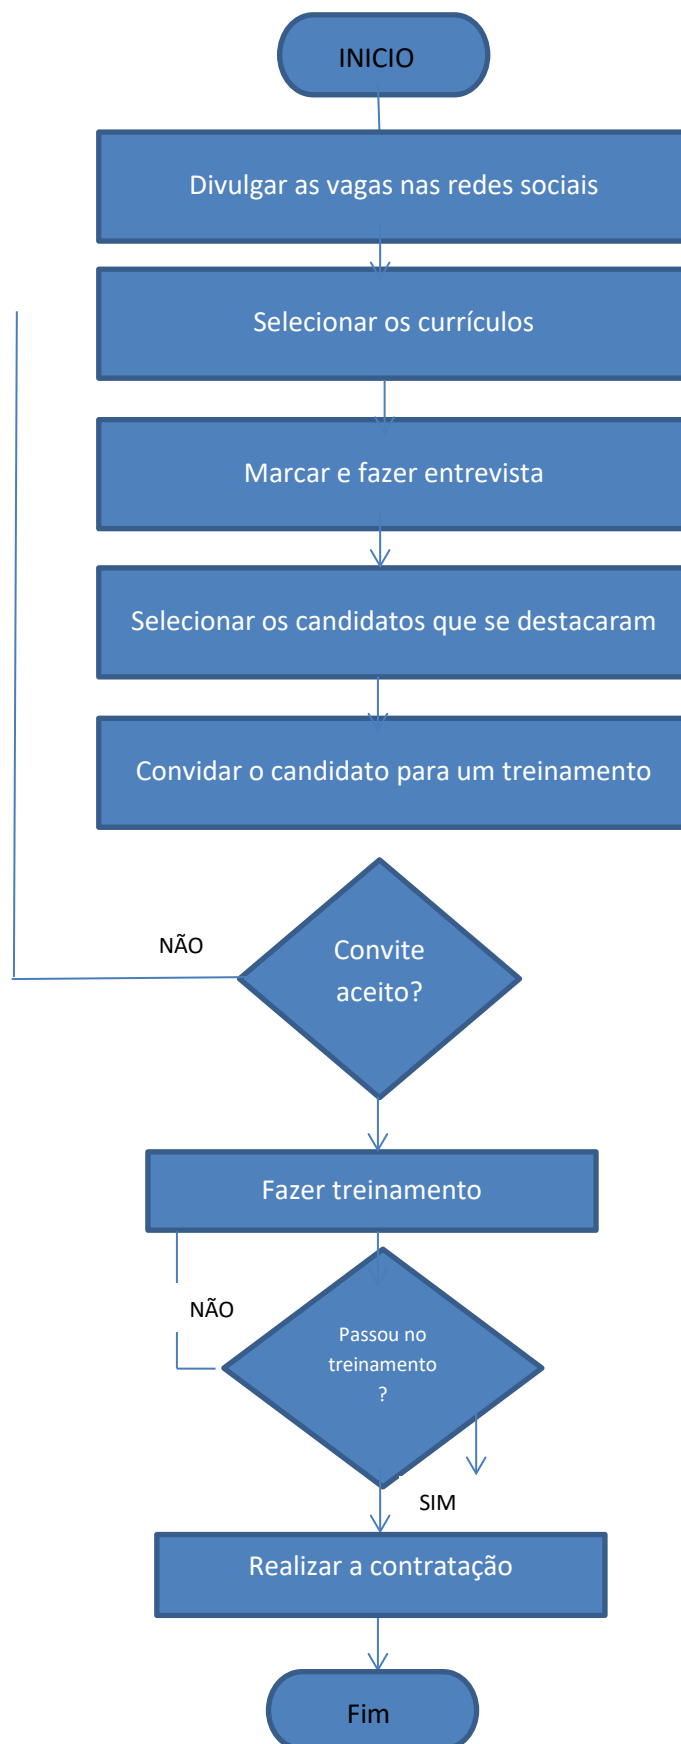 INICIO
Divulgar as vagas nas redes sociais
Selecionar os currículos
Marcar e fazer entrevista
Selecionar os candidatos que se destacaram
Convidar o candidato para um treinamento
NÃO
Convite
aceito?
Fazer treinamento
NÃO
Passou no
treinamento
?
SIM
Realizar a contratação
Fim